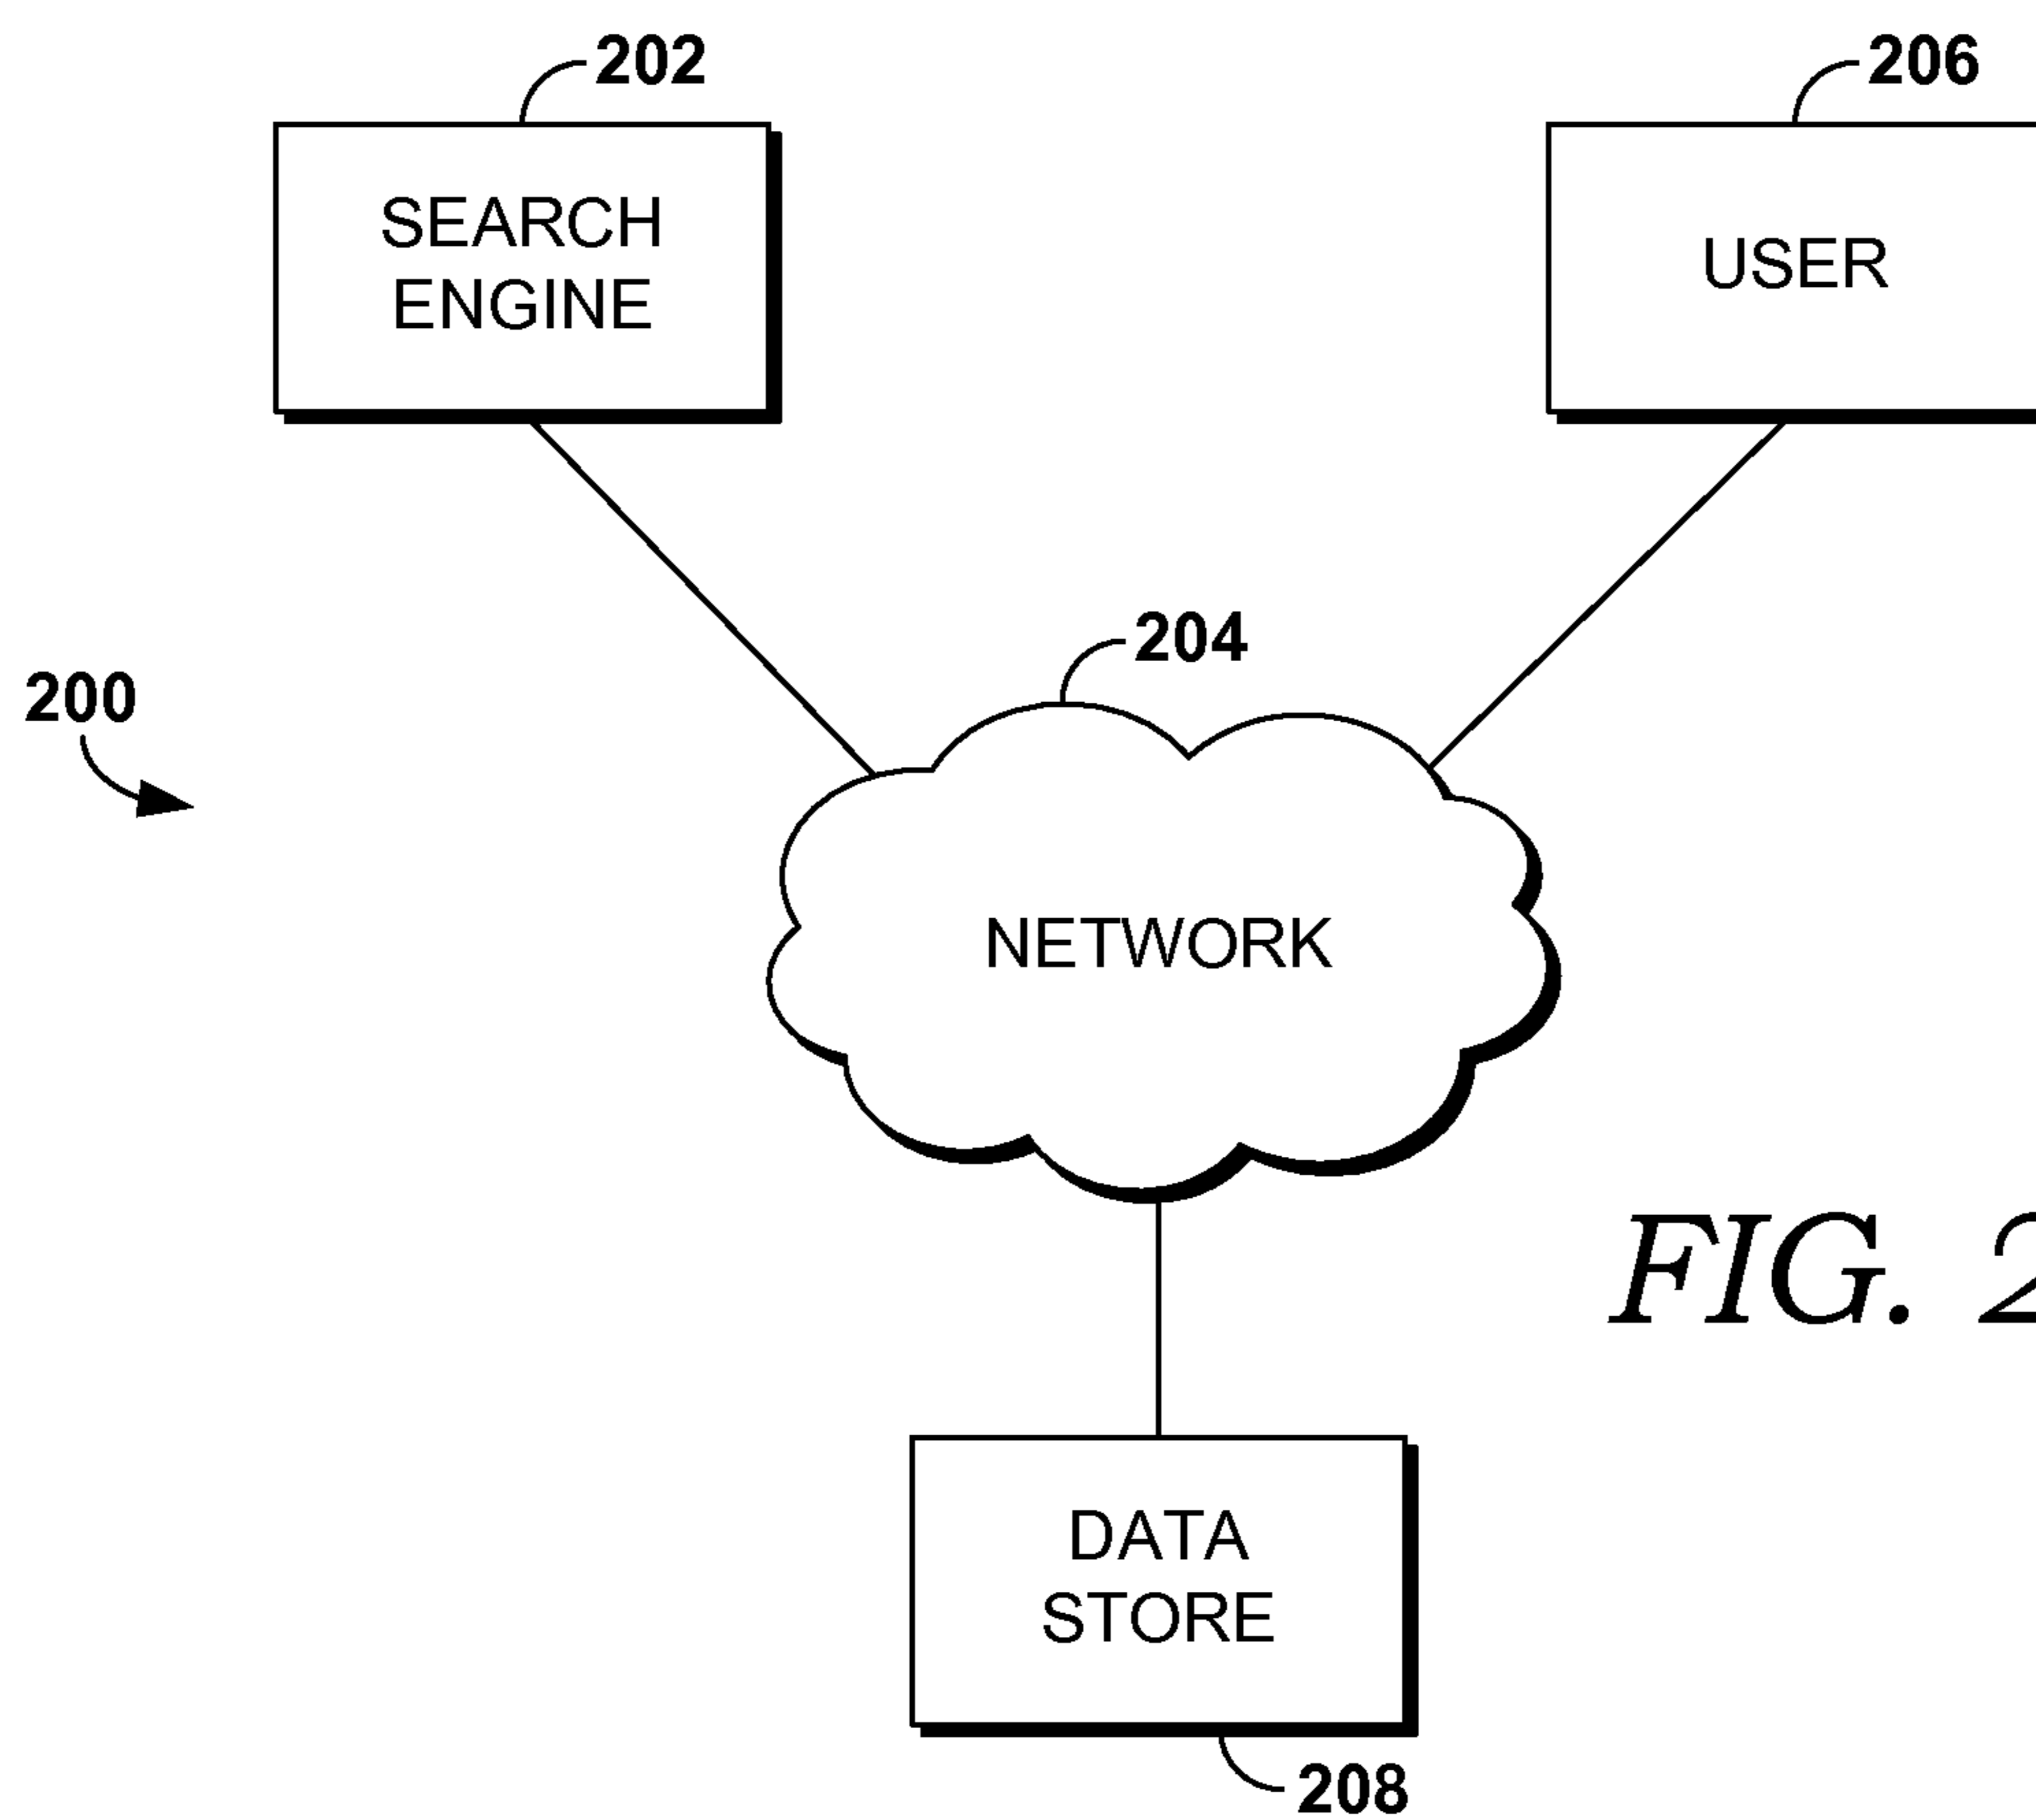 202
206
SEARCH
ENGINE
USER
204
200
NETWORK
FIG. 2
DATA
STORE
208